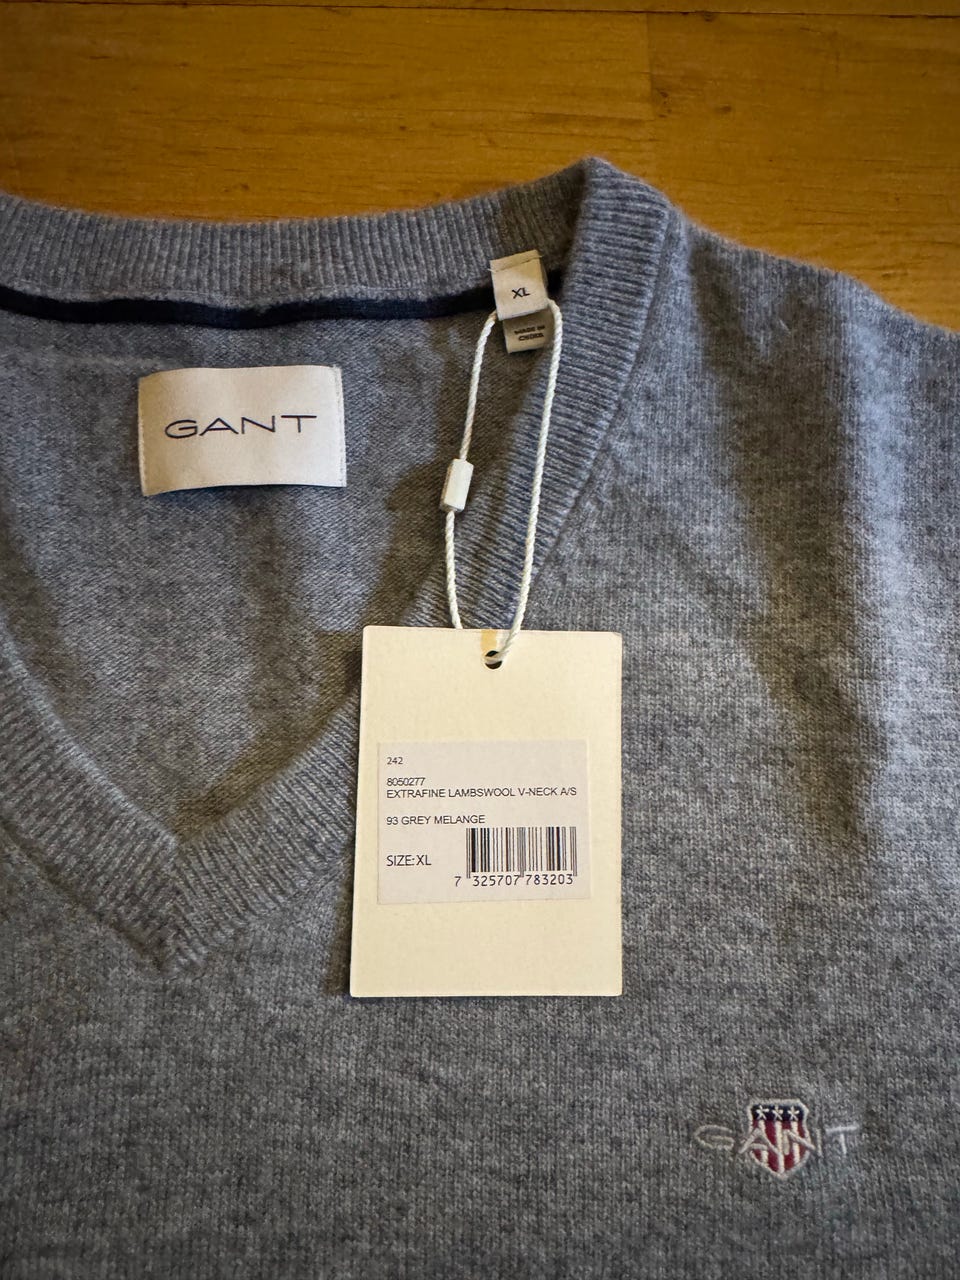 XL
MADE IN
CHINA
GANT
242
8050277
EXTRAFINE LAMBSWOOL V-NECK A/S
93 GREY MELANGE
SIZE: XL
7 325707 783203
GANT